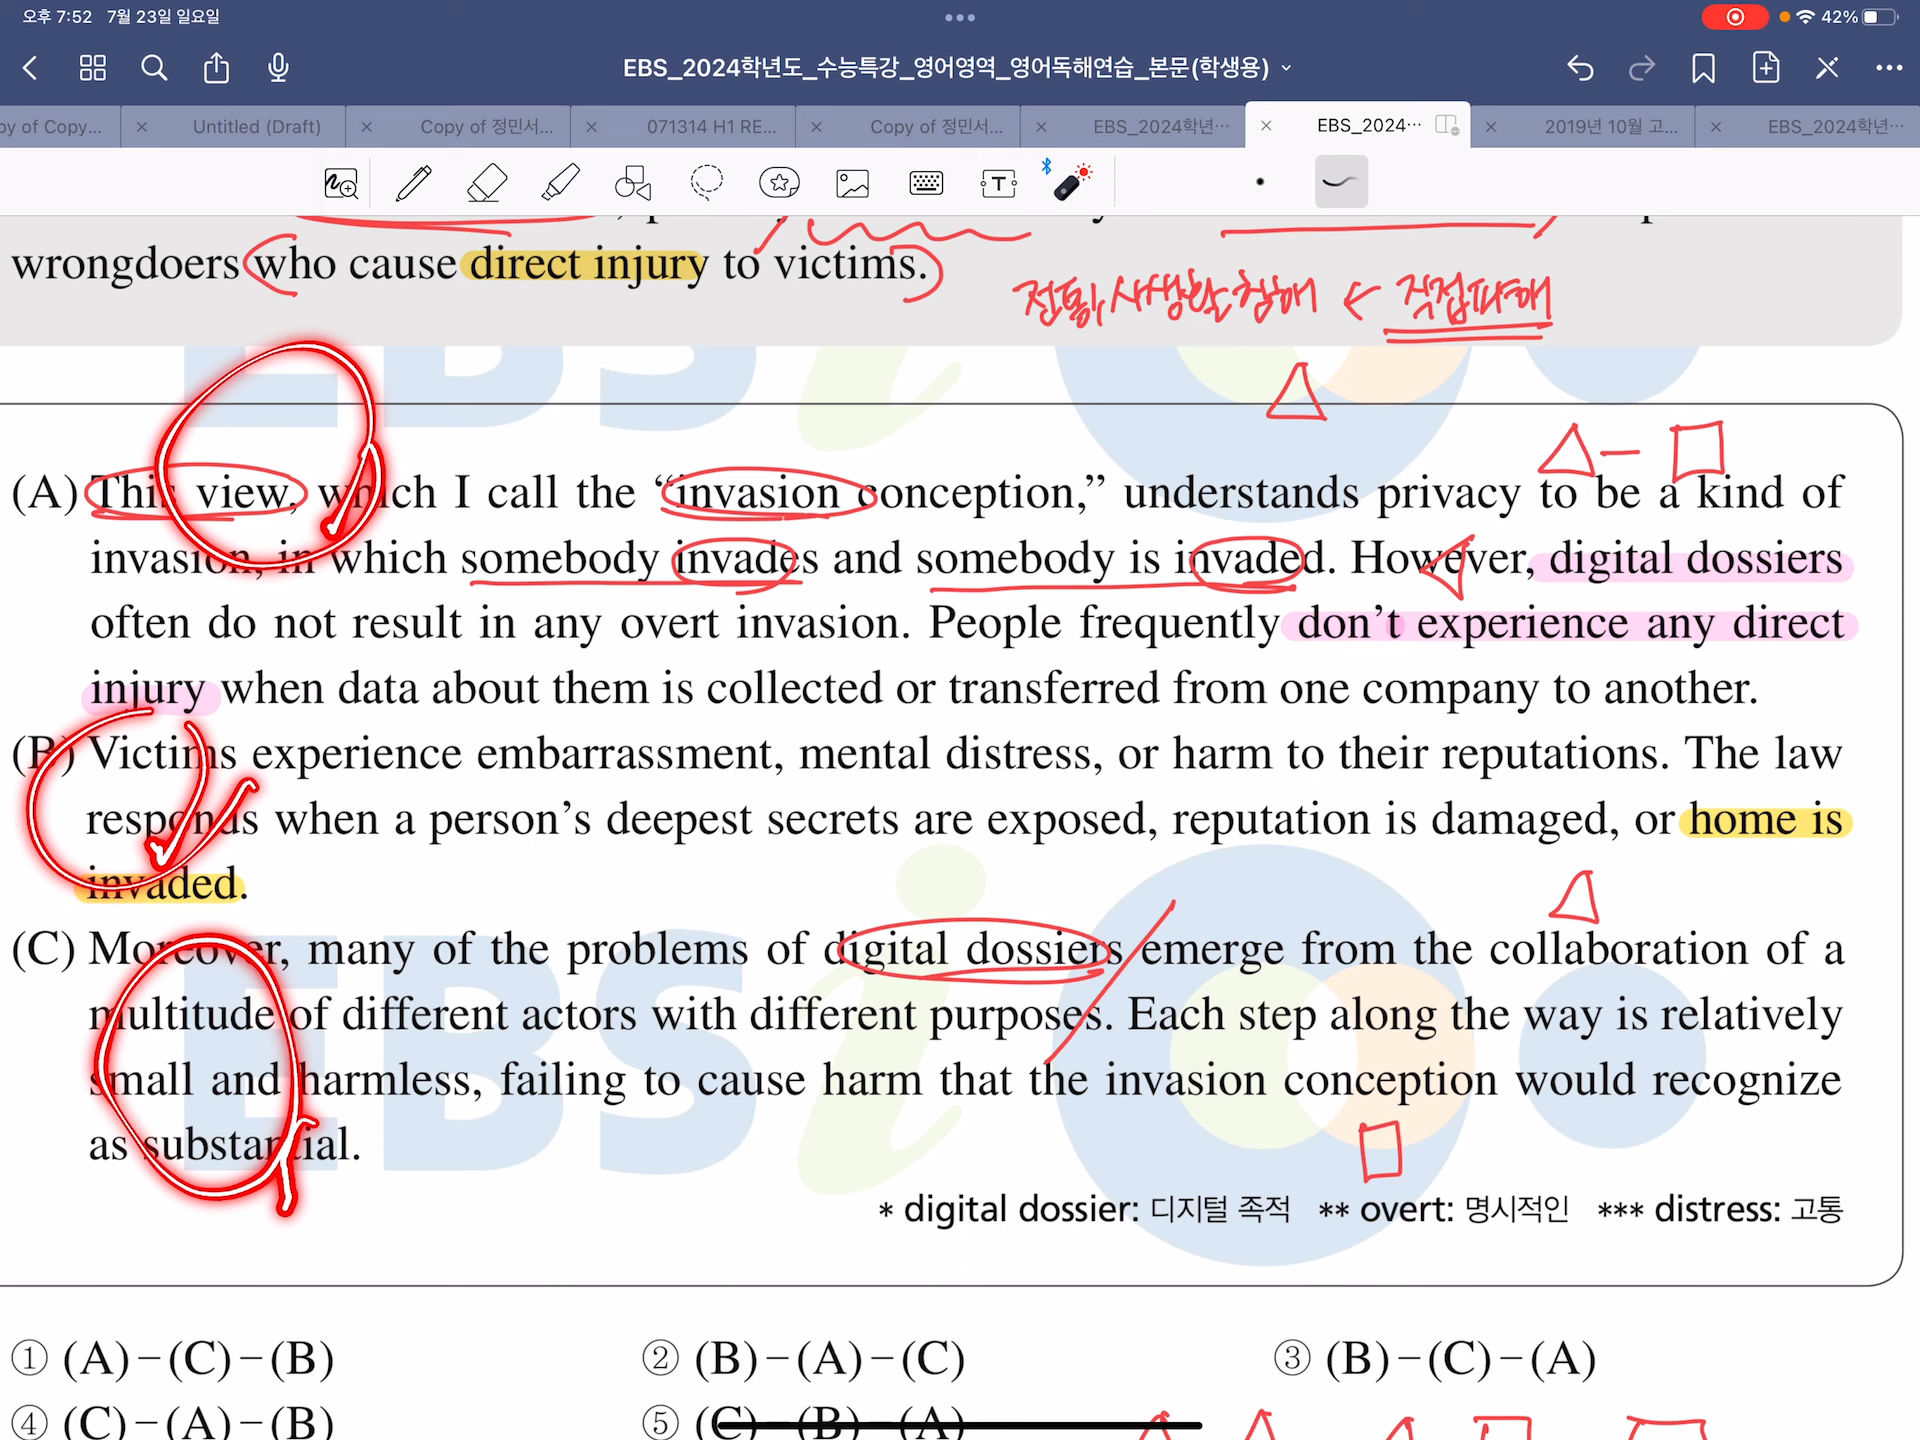 오후 7:52 7월 23일 일요일
42%
EBS_2024학년도_수능특강_영어영역_영어독해연습_본문(학생용)
py of Copy...
Untitled (Draft)
Copy of 정민서...
071314 H1 RE...
Copy of 정민서...
EBS_2024학년...
EBS_2024...
2019년 10월 고...
EBS_2024학년...
wrongdoers who cause direct injury to victims.
전통, 사생활 침해 ← 직접피해
(A) This view, which I call the “invasion conception,” understands privacy to be a kind of
invasion, in which somebody invades and somebody is invaded. However, digital dossiers
often do not result in any overt invasion. People frequently don’t experience any direct
injury when data about them is collected or transferred from one company to another.
(B) Victims experience embarrassment, mental distress, or harm to their reputations. The law
responds when a person’s deepest secrets are exposed, reputation is damaged, or home is
invaded.
(C) Moreover, many of the problems of digital dossiers emerge from the collaboration of a
multitude of different actors with different purposes. Each step along the way is relatively
small and harmless, failing to cause harm that the invasion conception would recognize
as substantial.
* digital dossier: 디지털 족적 ** overt: 명시적인 *** distress: 고통
① (A)-(C)-(B)
② (B)-(A)-(C)
③ (B)-(C)-(A)
④ (C)-(A)-(B)
⑤ (C)-(B)-(A)